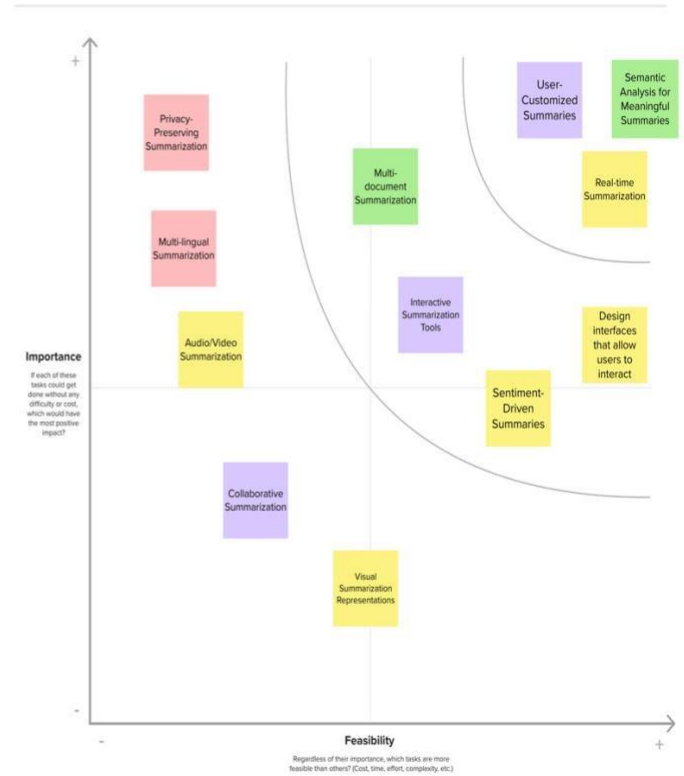 +
User-
Customized
Summaries
Semantic
Analysis for
Meaningful
Summaries
Privacy-
Preserving
Summarization
Multi-
document
Summarization
Real-time
Summarization
Multi-lingual
Summarization
Interactive
Summarization
Tools
Design
interfaces
that allow
users to
interact
Audio/Video
Summarization
Importance
If each of these
tasks could get
done without any
difficulty or cost,
which would have
the most positive
impact?
Sentiment-
Driven
Summaries
Collaborative
Summarization
Visual
Summarization
Representations
-
-
Feasibility
+
Regardless of their importance, which tasks are more
feasible than others? (Cost, time, effort, complexity, etc.)